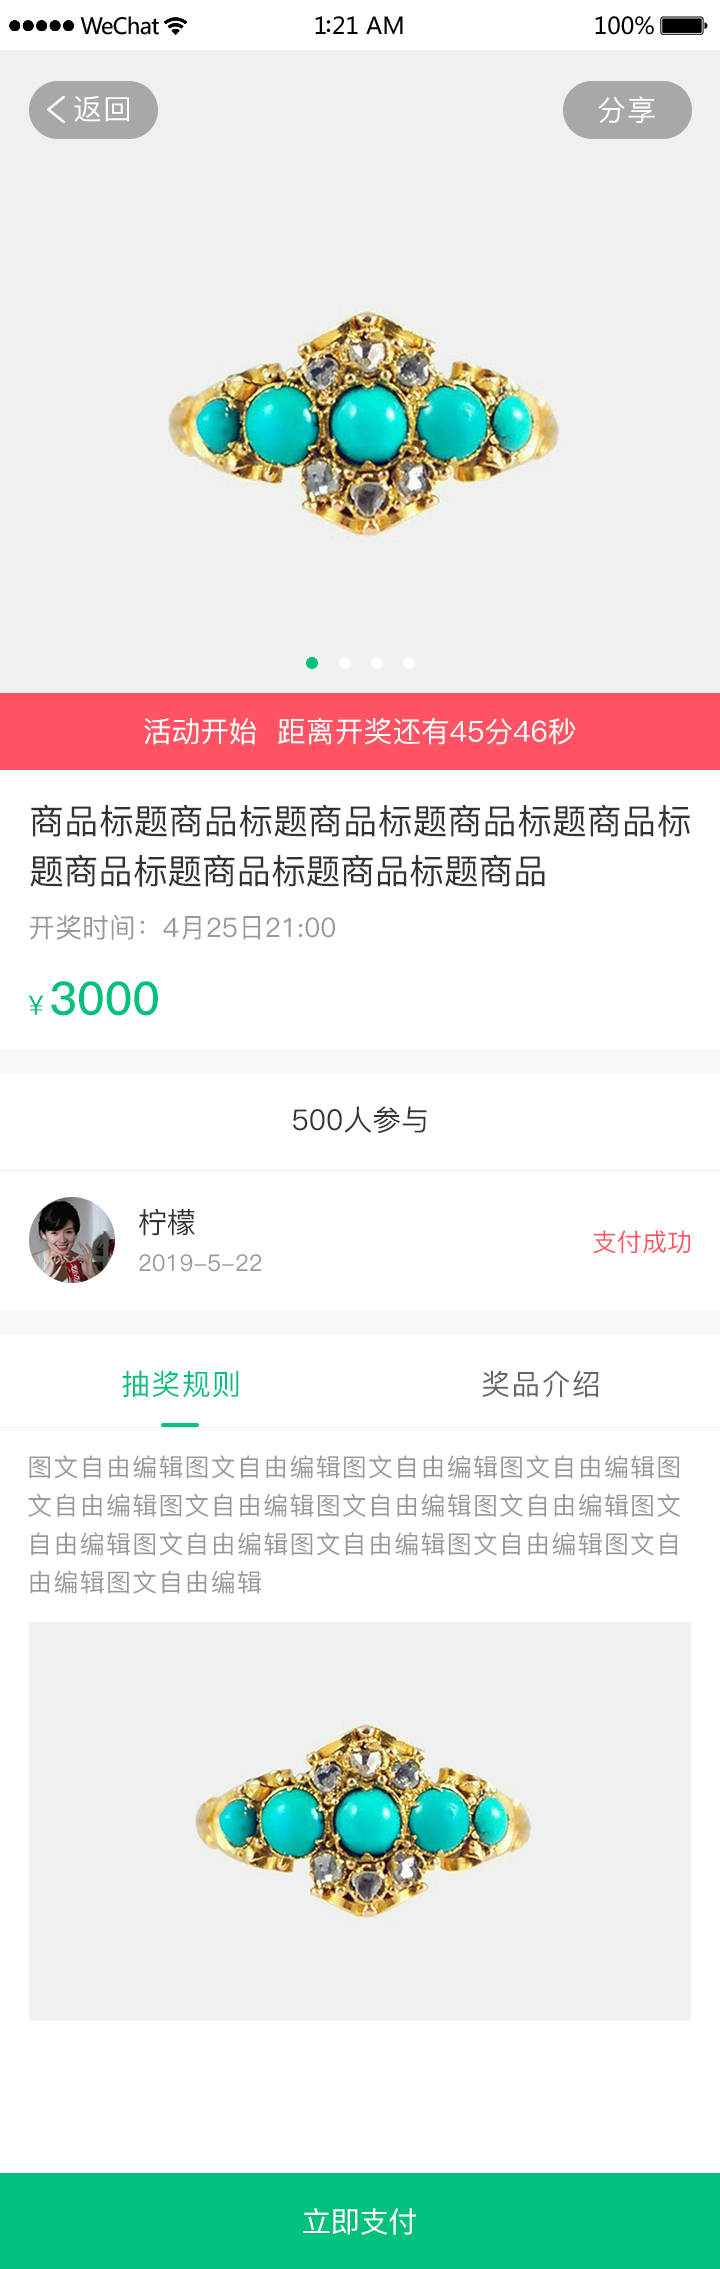 WeChat 1:21 AM 100%
返回 分享
活动开始 距离开奖还有45分46秒
商品标题商品标题商品标题商品标题商品标
题商品标题商品标题商品标题商品
开奖时间：4月25日21:00
¥3000
500人参与
柠檬
2019-5-22
支付成功
抽奖规则 奖品介绍
图文自由编辑图文自由编辑图文自由编辑图文自由编辑图
文自由编辑图文自由编辑图文自由编辑图文自由编辑图文
自由编辑图文自由编辑图文自由编辑图文自由编辑图文自
由编辑图文自由编辑
立即支付